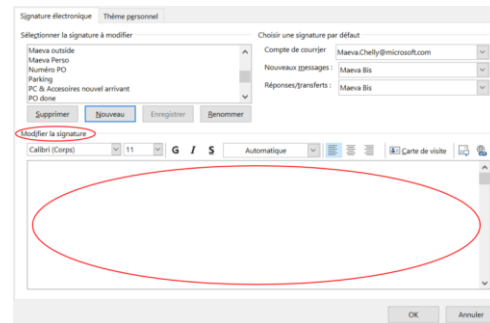 Signature électronique Thème personnel
Sélectionner la signature à modifier
Choisir une signature par défaut
Maeva outside
Maeva Perso
Numéro PO
Parking
PC & Accesoires nouvel arrivant
PO done
Compte de courrier : Maeva.Chelly@microsoft.com
Nouveaux messages : Maeva Bis
Réponses/transferts : Maeva Bis
Supprimer Nouveau Enregistrer Renommer
Modifier la signature
Calibri (Corps) 11 G I S Automatique Carte de visite
OK Annuler